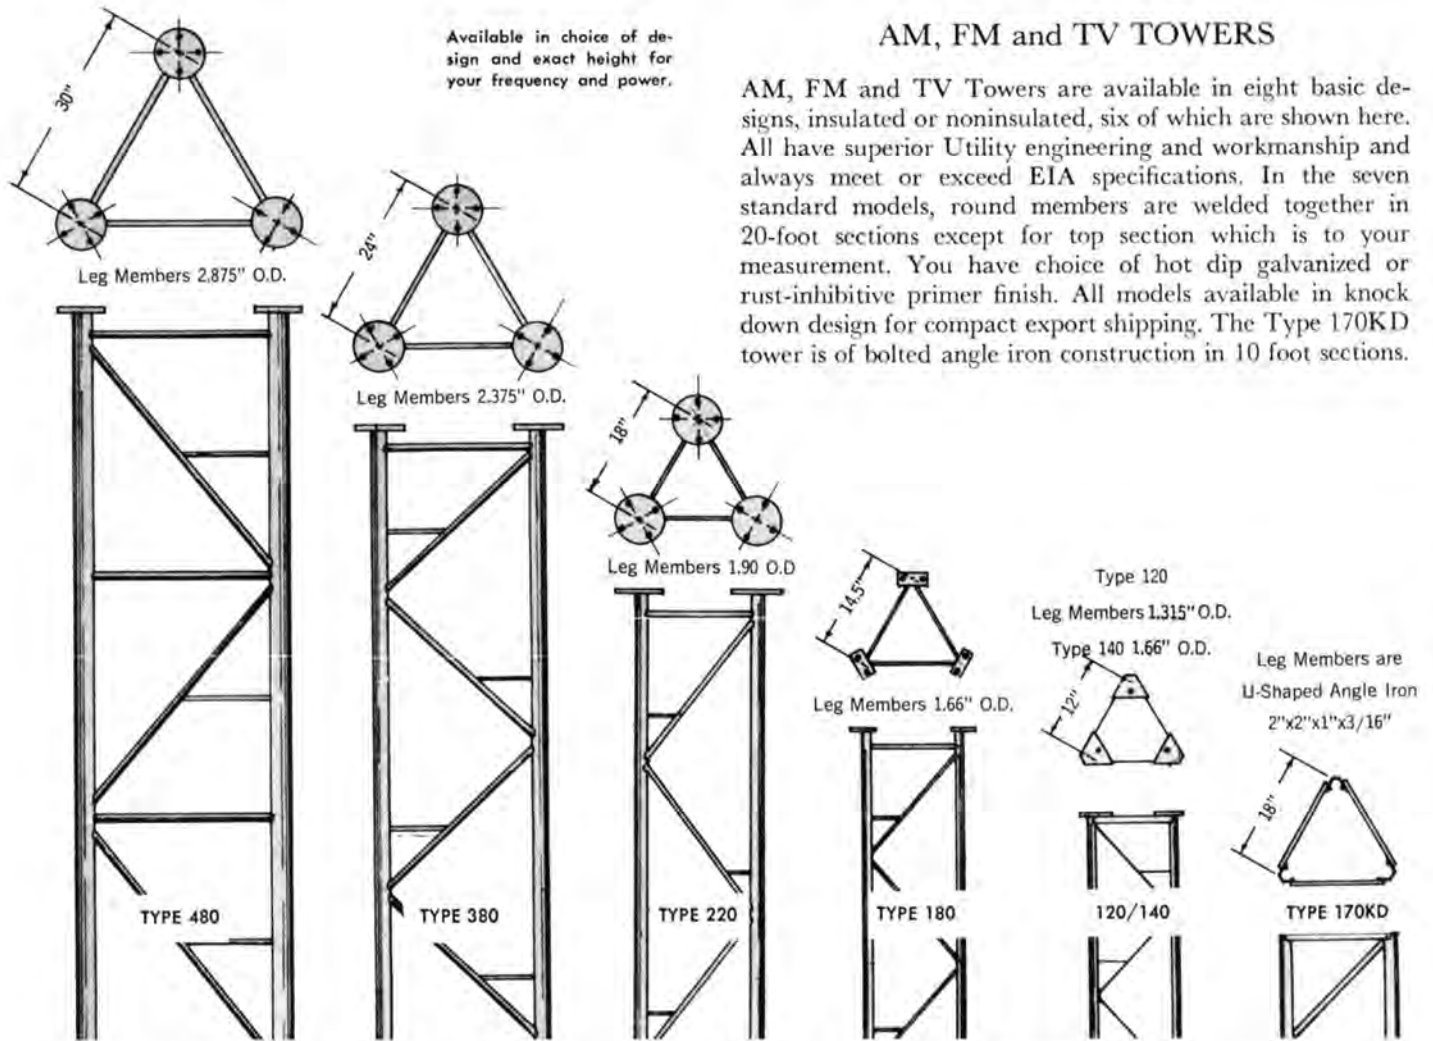 AM, FM and TV TOWERS
Available in choice of de-
sign and exact height for
your frequency and power.
AM, FM and TV Towers are available in eight basic de-
signs, insulated or noninsulated, six of which are shown here.
All have superior Utility engineering and workmanship and
always meet or exceed EIA specifications. In the seven
standard models, round members are welded together in
20-foot sections except for top section which is to your
measurement. You have choice of hot dip galvanized or
rust-inhibitive primer finish. All models available in knock
down design for compact export shipping. The Type 170KD
tower is of bolted angle iron construction in 10 foot sections.
30"
Leg Members 2.875" O.D.
24"
Leg Members 2.375" O.D.
18"
Leg Members 1.90 O.D
14.5"
Leg Members 1.66" O.D.
Type 120
Leg Members 1.315" O.D.
Type 140 1.66" O.D.
12"
Leg Members are
U-Shaped Angle Iron
2"x2"x1"x3/16"
18"
TYPE 480
TYPE 380
TYPE 220
TYPE 180
120/140
TYPE 170KD